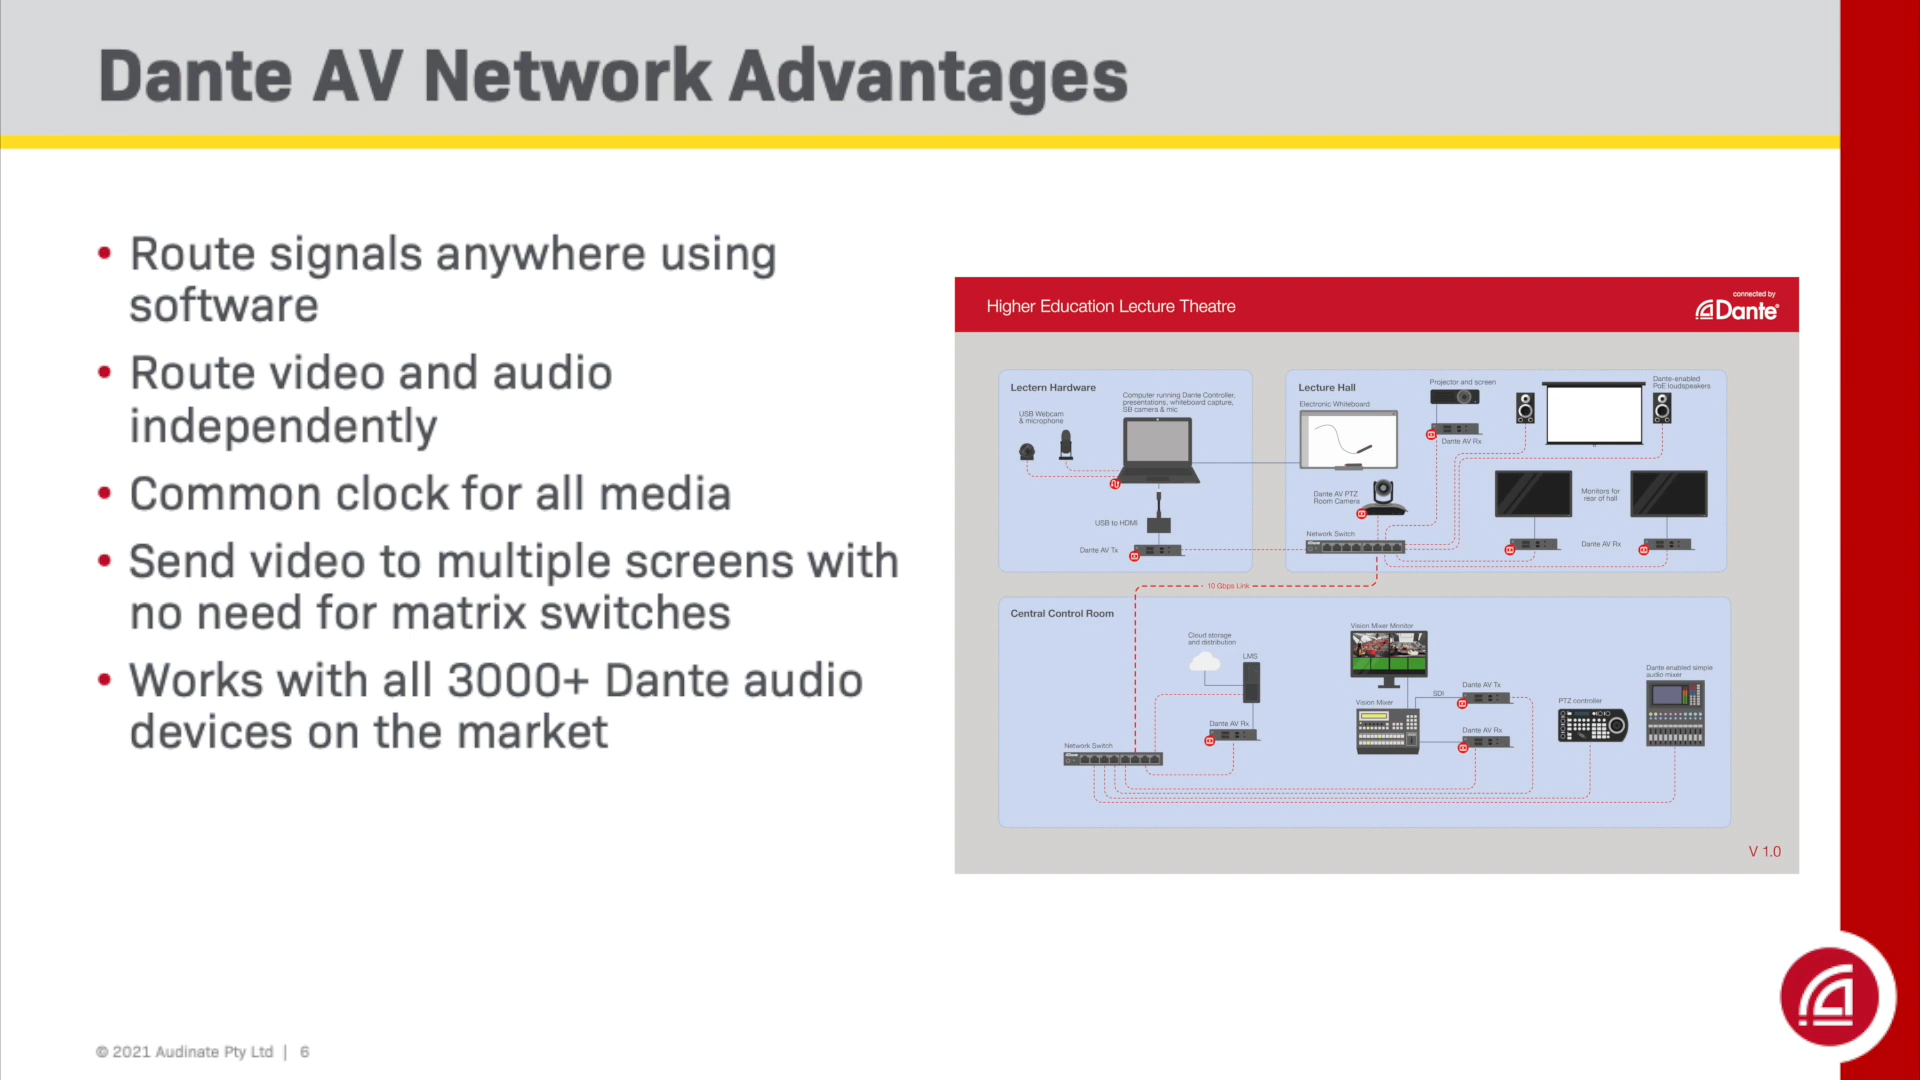 Dante AV Network Advantages
• Route signals anywhere using
software
• Route video and audio
independently
• Common clock for all media
• Send video to multiple screens with
no need for matrix switches
• Works with all 3000+ Dante audio
devices on the market
Higher Education Lecture Theatre
connected by
Dante
Lectern Hardware
USB Webcam
& microphone
Computer running Dante Controller,
presentations, whiteboard capture,
SB camera & mic
USB to HDMI
Dante AV Tx
Lecture Hall
Electronic Whiteboard
Projector and screen
Dante AV Rx
Dante-enabled
PoE loudspeakers
Dante AV PTZ
Room Camera
Monitors for
rear of hall
Network Switch
Dante AV Rx
10 Gbps Link
Central Control Room
Cloud storage
and distribution
LMS
Dante AV Rx
Network Switch
Vision Mixer Monitor
Vision Mixer
SDI
Dante AV Tx
Dante AV Rx
PTZ controller
Dante enabled simple
audio mixer
V 1.0
© 2021 Audinate Pty Ltd | 6